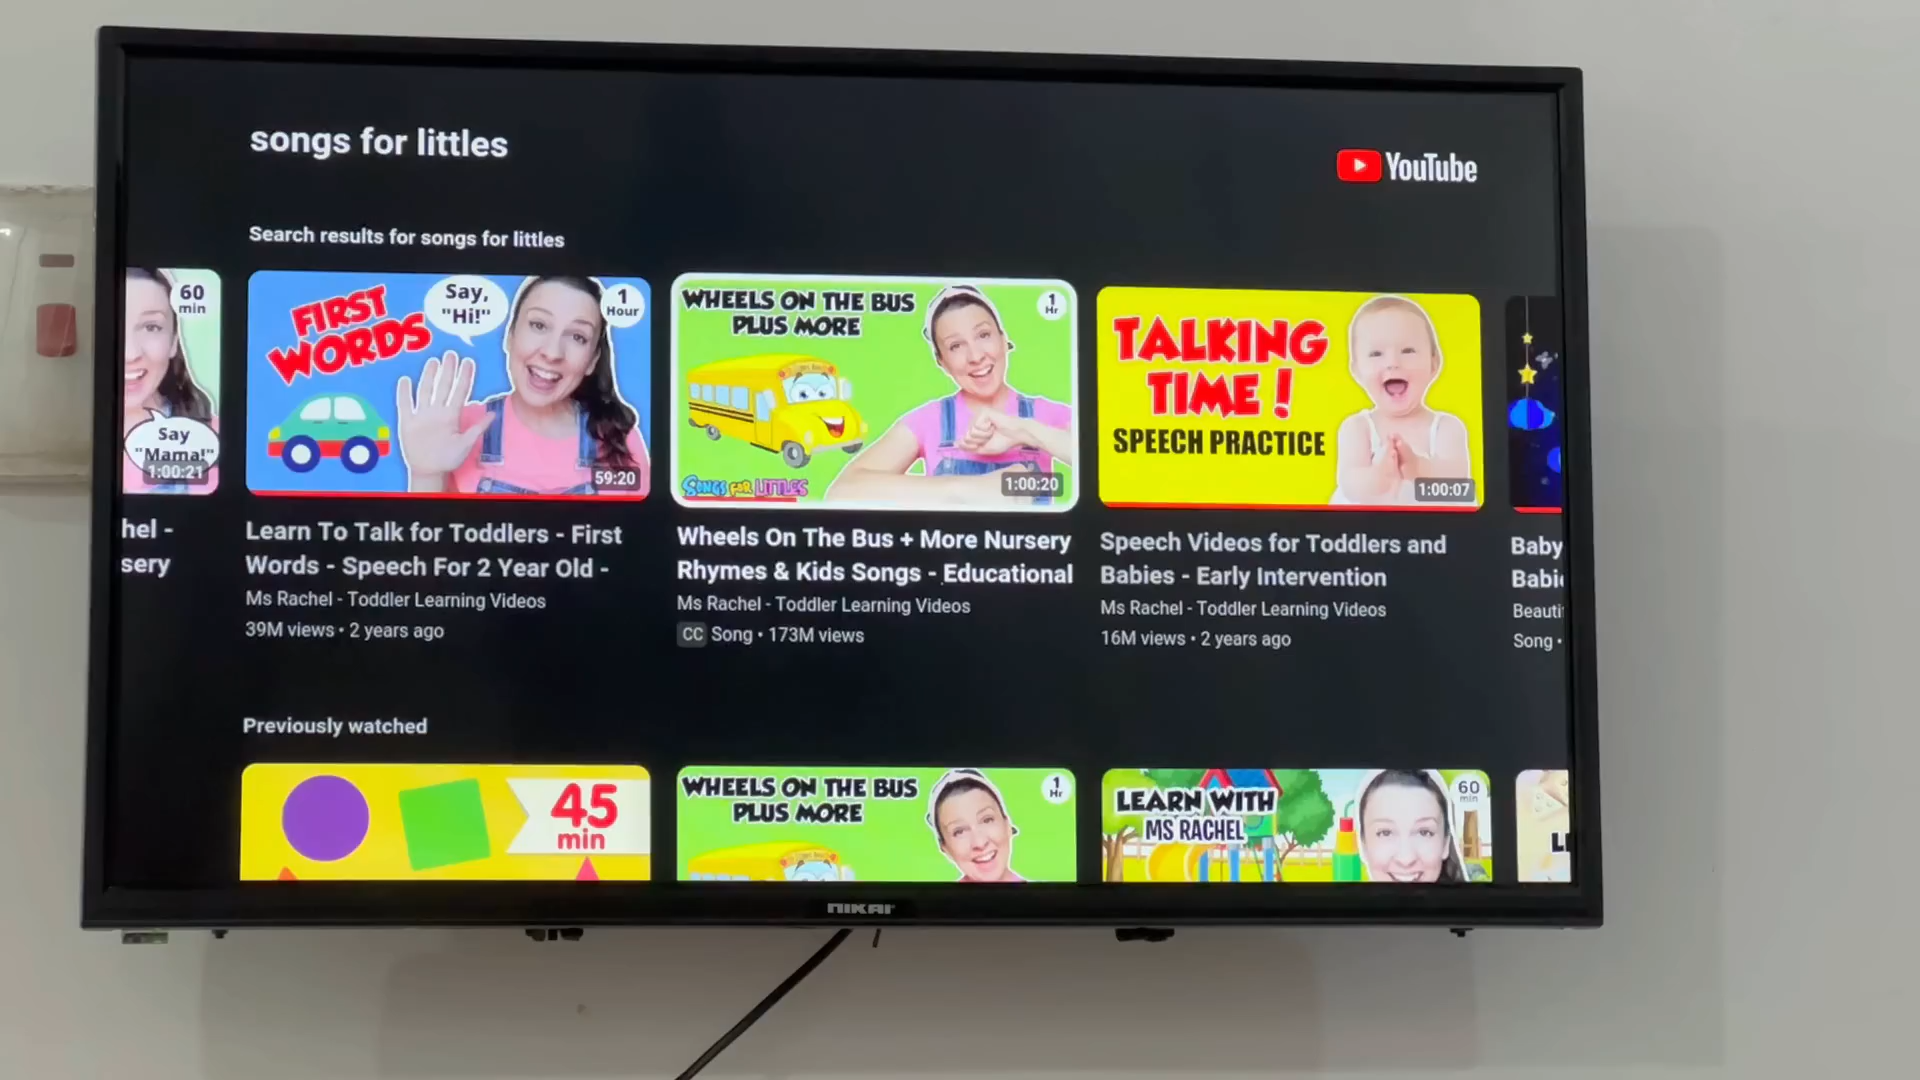 songs for littles
YouTube
Search results for songs for littles
60
min
Say
"Mama!"
1:00:21
hel -
sery
FIRST
WORDS
Say,
"Hi!"
1
Hour
59:20
Learn To Talk for Toddlers - First
Words - Speech For 2 Year Old -
Ms Rachel - Toddler Learning Videos
39M views • 2 years ago
WHEELS ON THE BUS
PLUS MORE
1
Hr
SONGS FOR LITTLES
1:00:20
Wheels On The Bus + More Nursery
Rhymes & Kids Songs - Educational
Ms Rachel - Toddler Learning Videos
CC Song • 173M views
TALKING
TIME!
SPEECH PRACTICE
1:00:07
Speech Videos for Toddlers and
Babies - Early Intervention
Ms Rachel - Toddler Learning Videos
16M views • 2 years ago
Baby
Babi
Beauti
Song •
Previously watched
45
min
WHEELS ON THE BUS
PLUS MORE
1
Hr
LEARN WITH
MS RACHEL
60
min
NIKAI